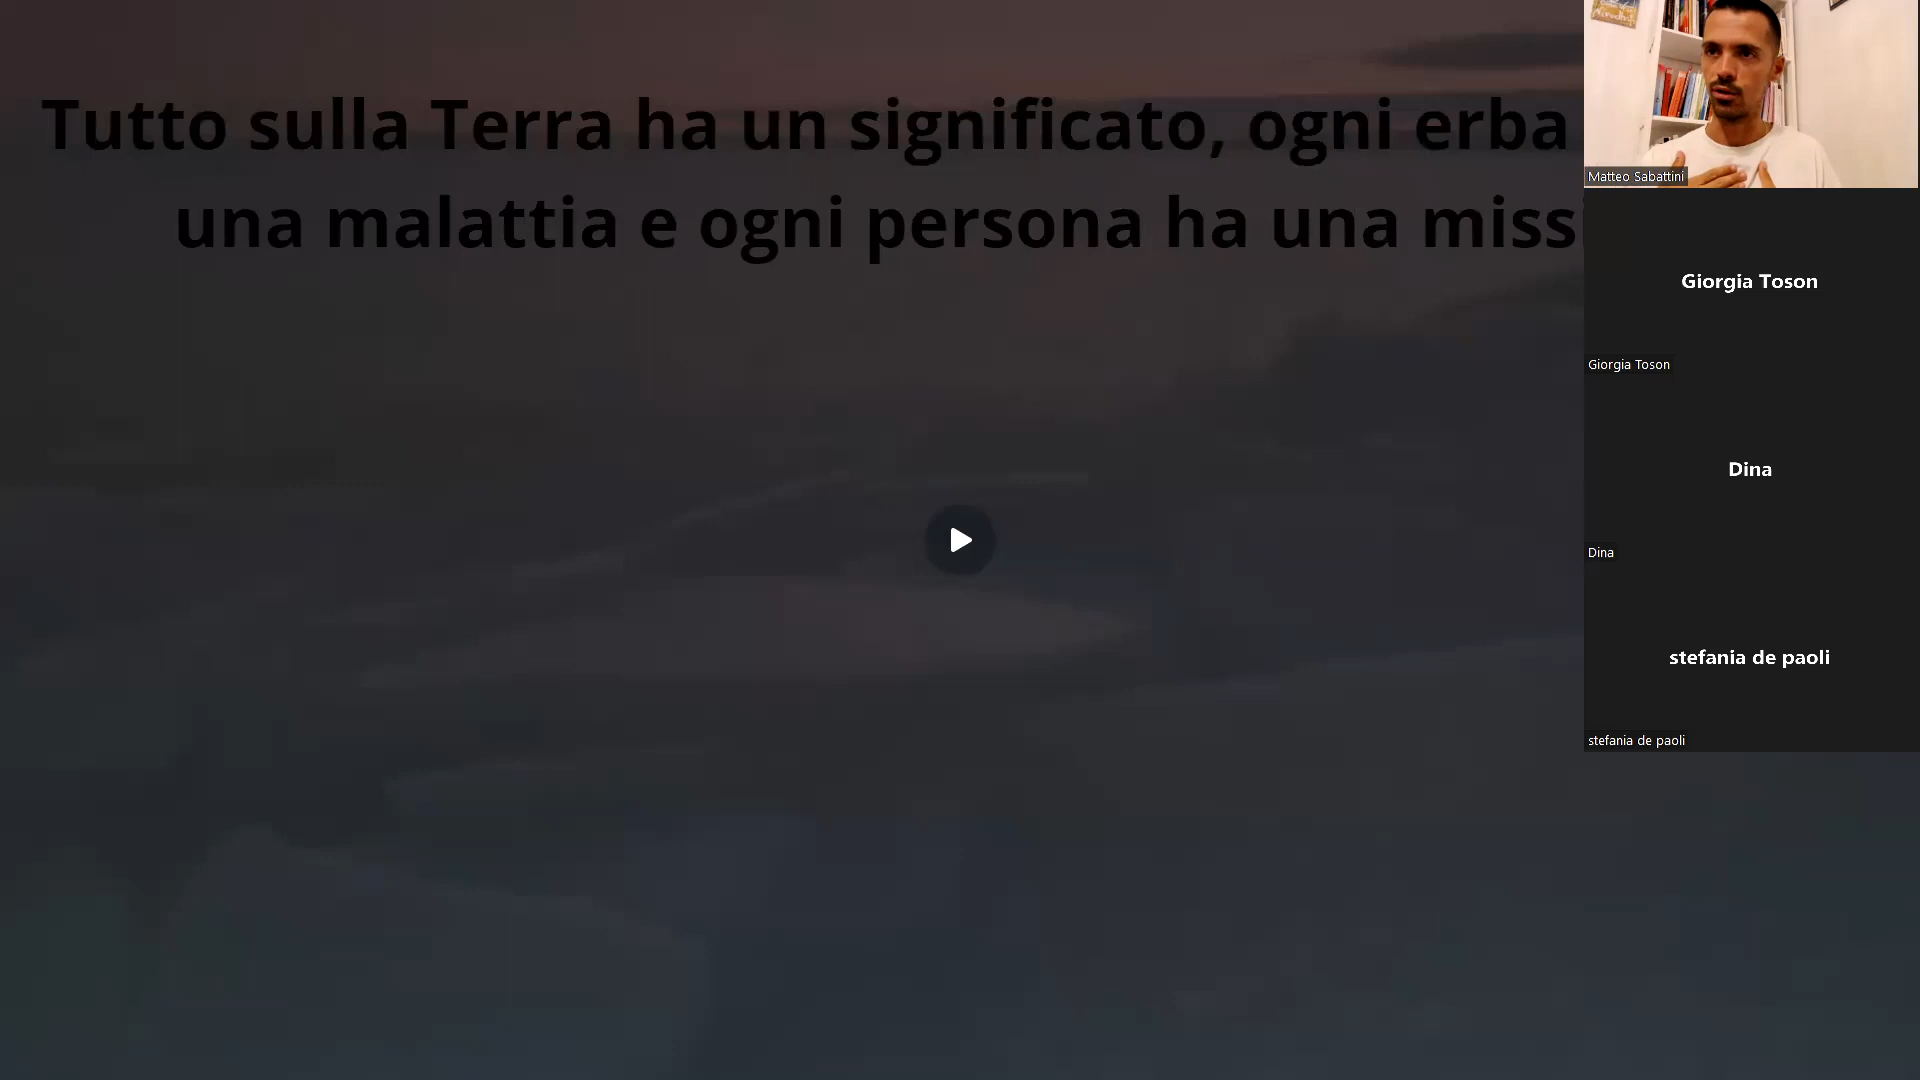 Tutto sulla Terra ha un significato, ogni erba
una malattia e ogni persona ha una miss
Matteo Sabattini
Giorgia Toson
Giorgia Toson
Dina
Dina
stefania de paoli
stefania de paoli